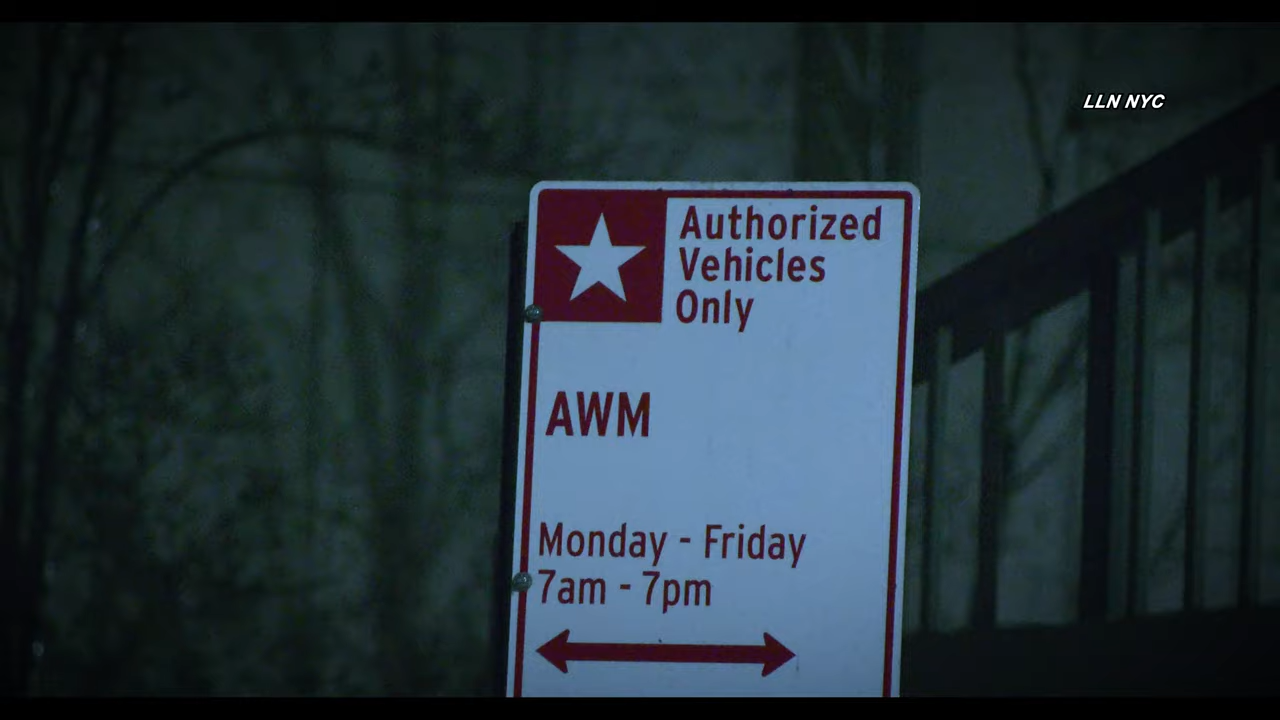 LLN NYC
Authorized
Vehicles
Only
AWM
Monday - Friday
7am - 7pm